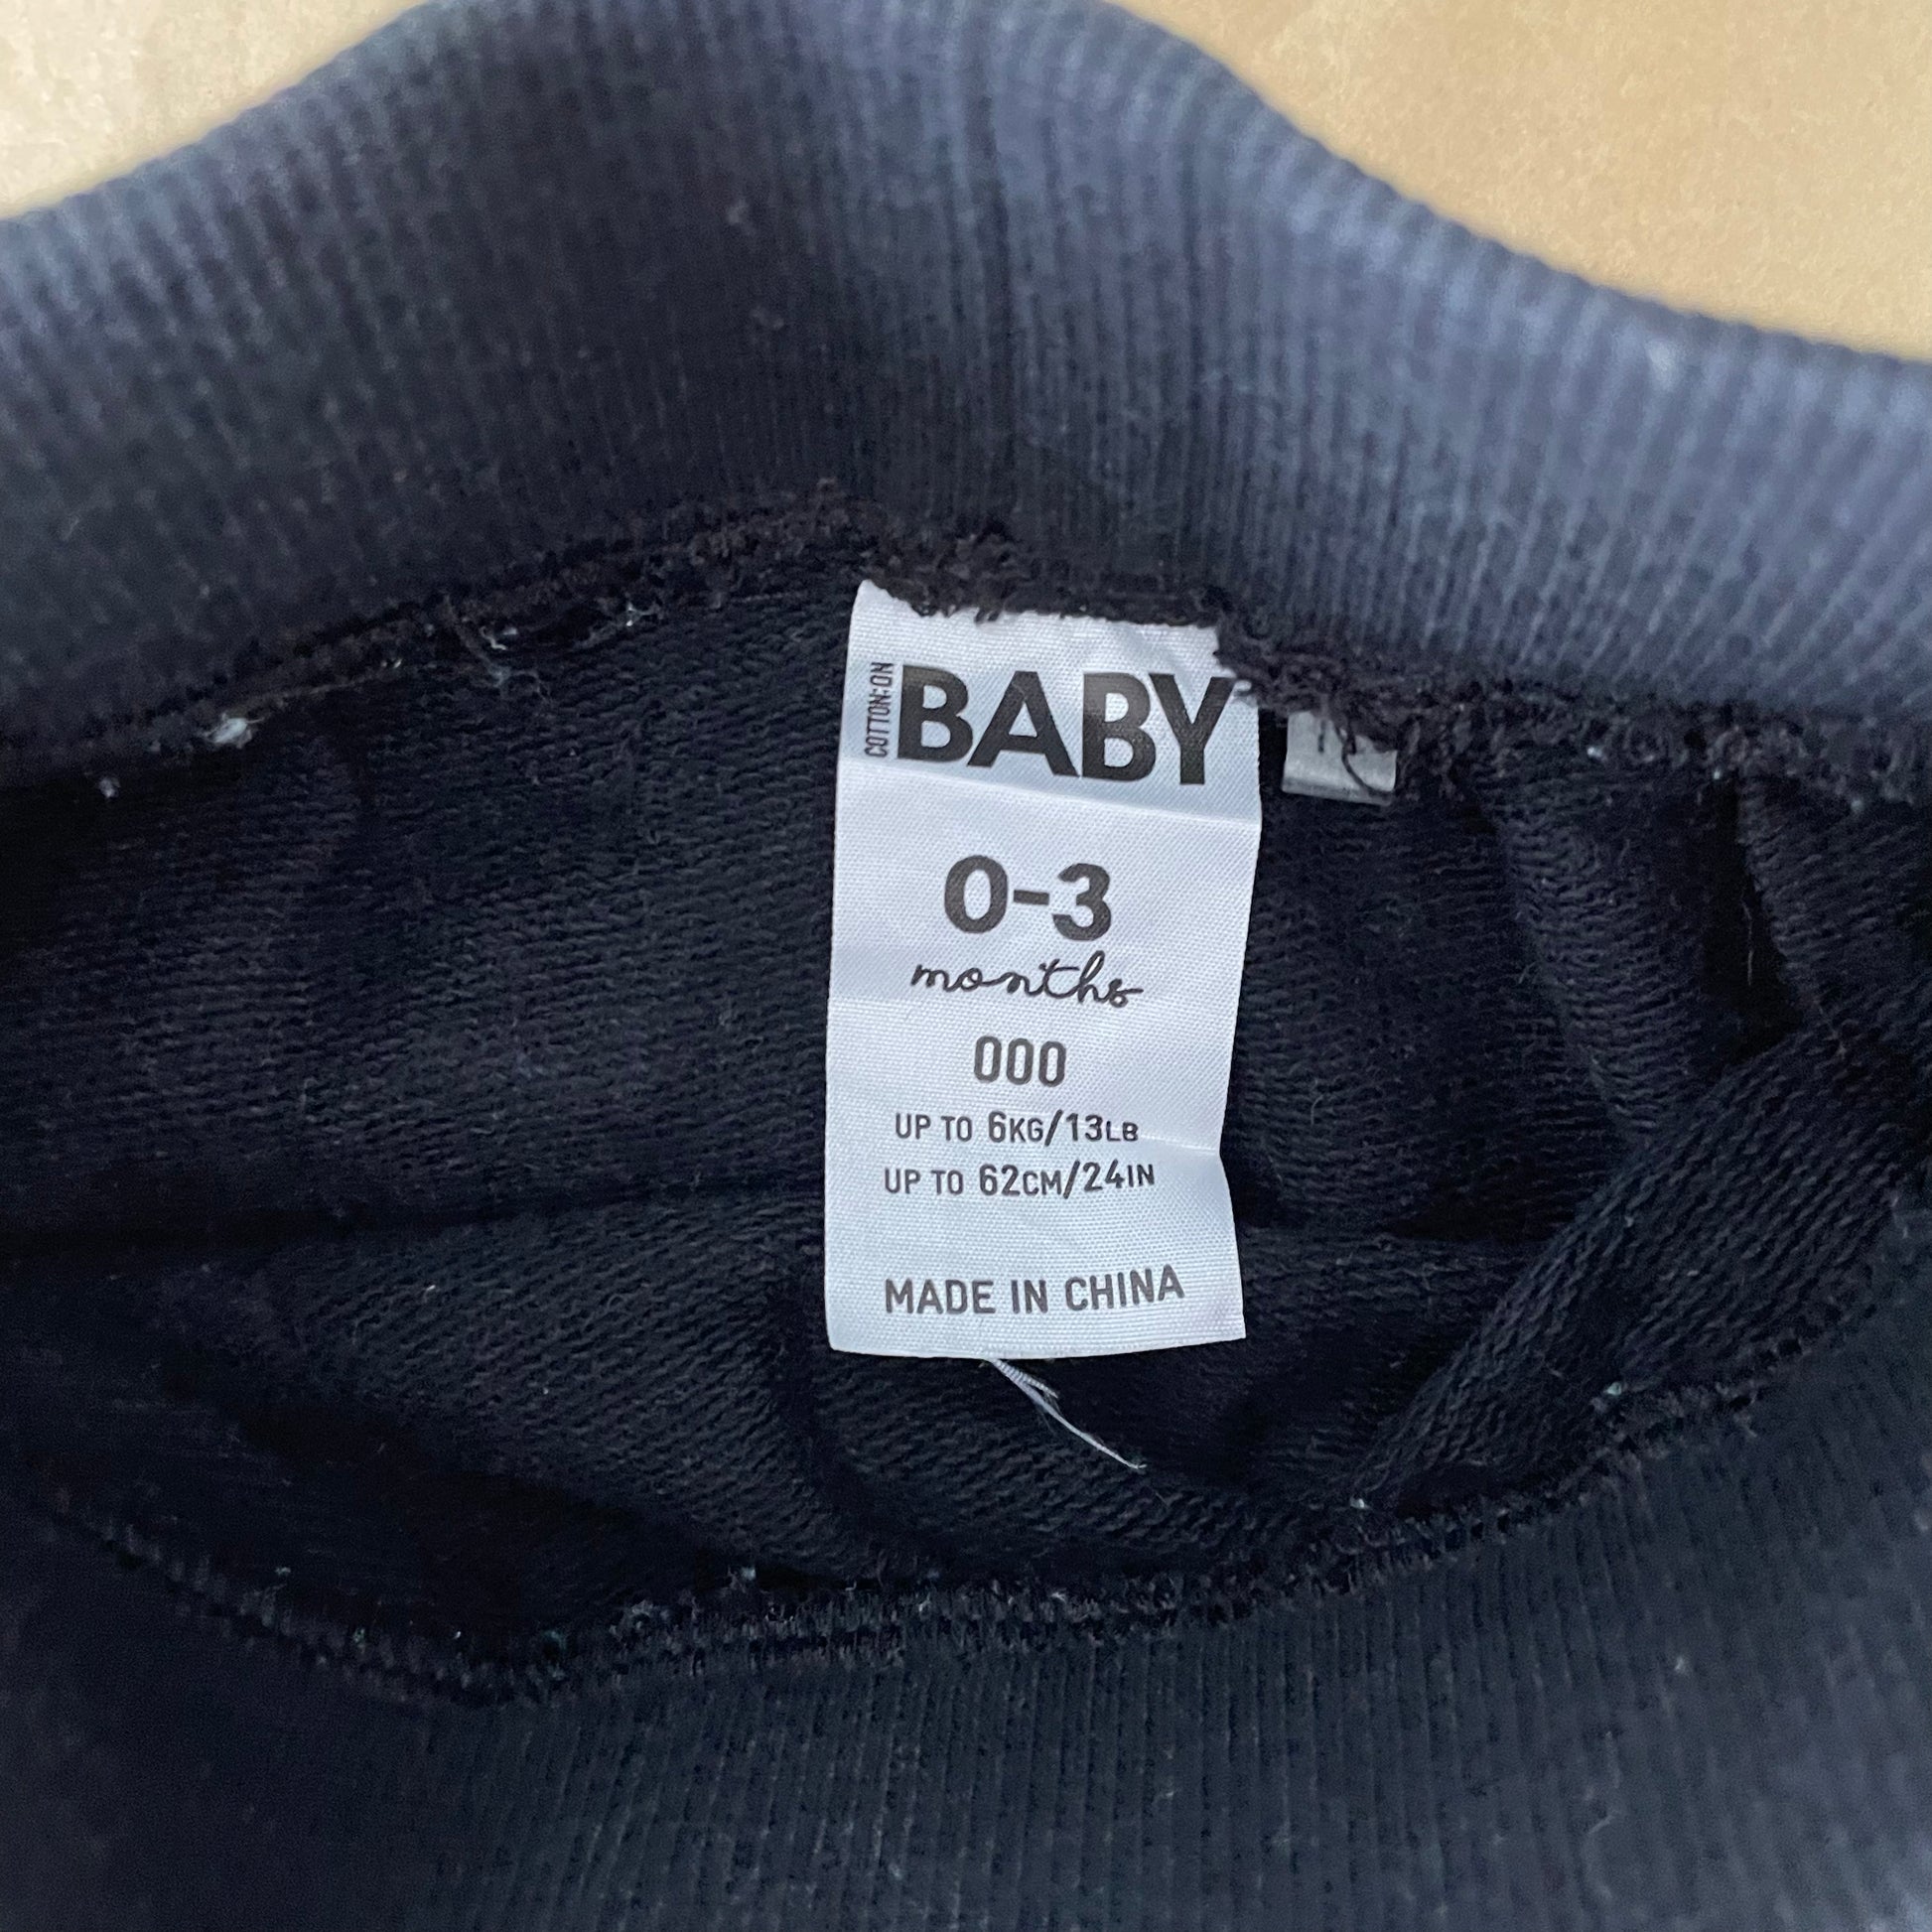 COTTON:ON
BABY
0-3
months
000
UP TO 6KG/13LB
UP TO 62CM/24IN
MADE IN CHINA